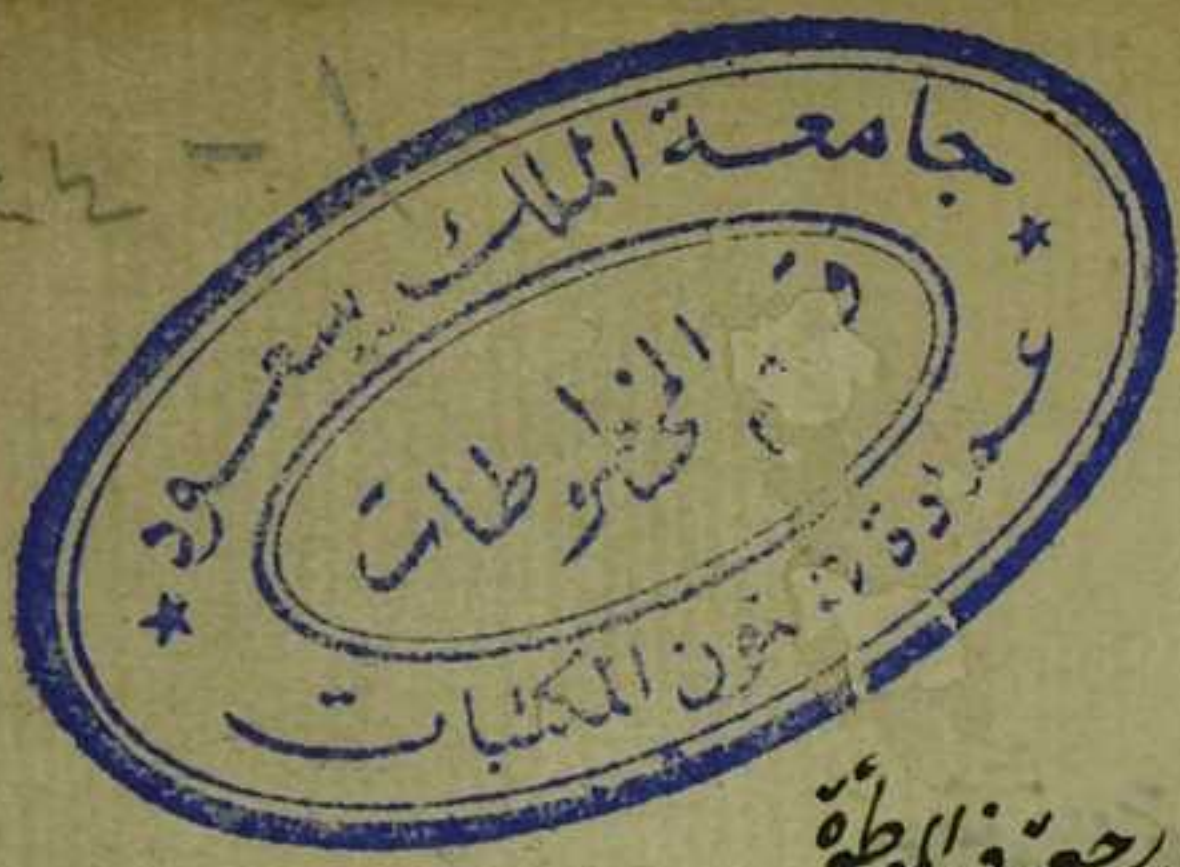 جامعة الملك سعود
قسم المخطوطات
عمادة شؤون المكتبات